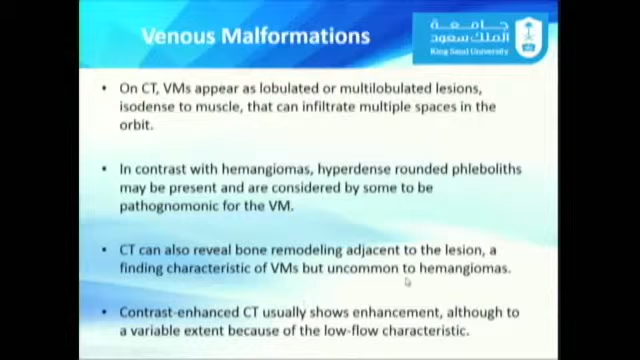 Venous Malformations
جامعة
الملك سعود
King Saud University
• On CT, VMs appear as lobulated or multilobulated lesions,
isodense to muscle, that can infiltrate multiple spaces in the
orbit.
• In contrast with hemangiomas, hyperdense rounded phleboliths
may be present and are considered by some to be
pathognomonic for the VM.
• CT can also reveal bone remodeling adjacent to the lesion, a
finding characteristic of VMs but uncommon to hemangiomas.
• Contrast-enhanced CT usually shows enhancement, although to
a variable extent because of the low-flow characteristic.